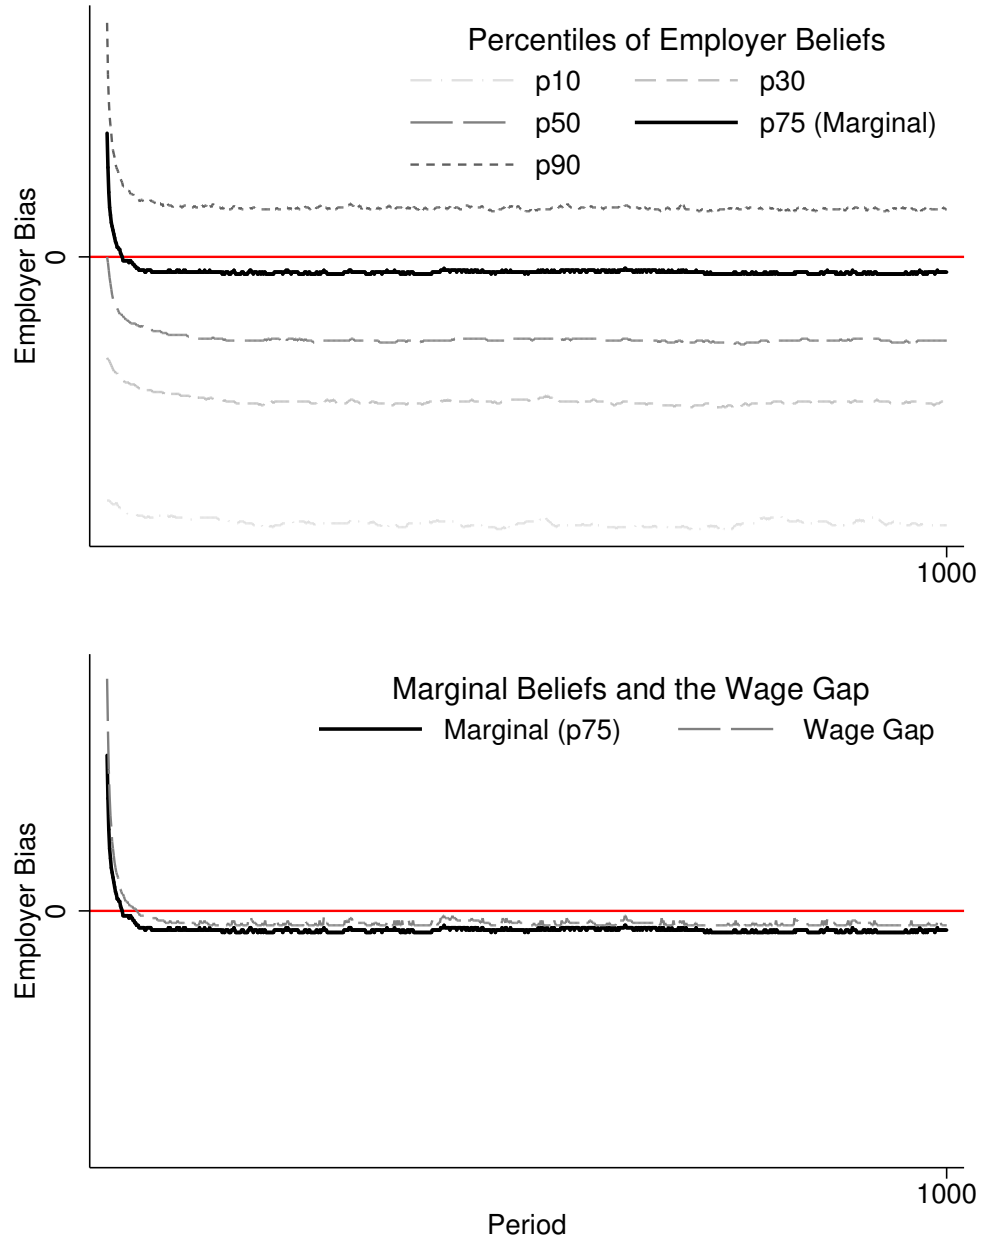 Percentiles of Employer Beliefs
p10 p30
p50 p75 (Marginal)
p90
Employer Bias
0
1000
Marginal Beliefs and the Wage Gap
Marginal (p75) Wage Gap
Employer Bias
0
1000
Period